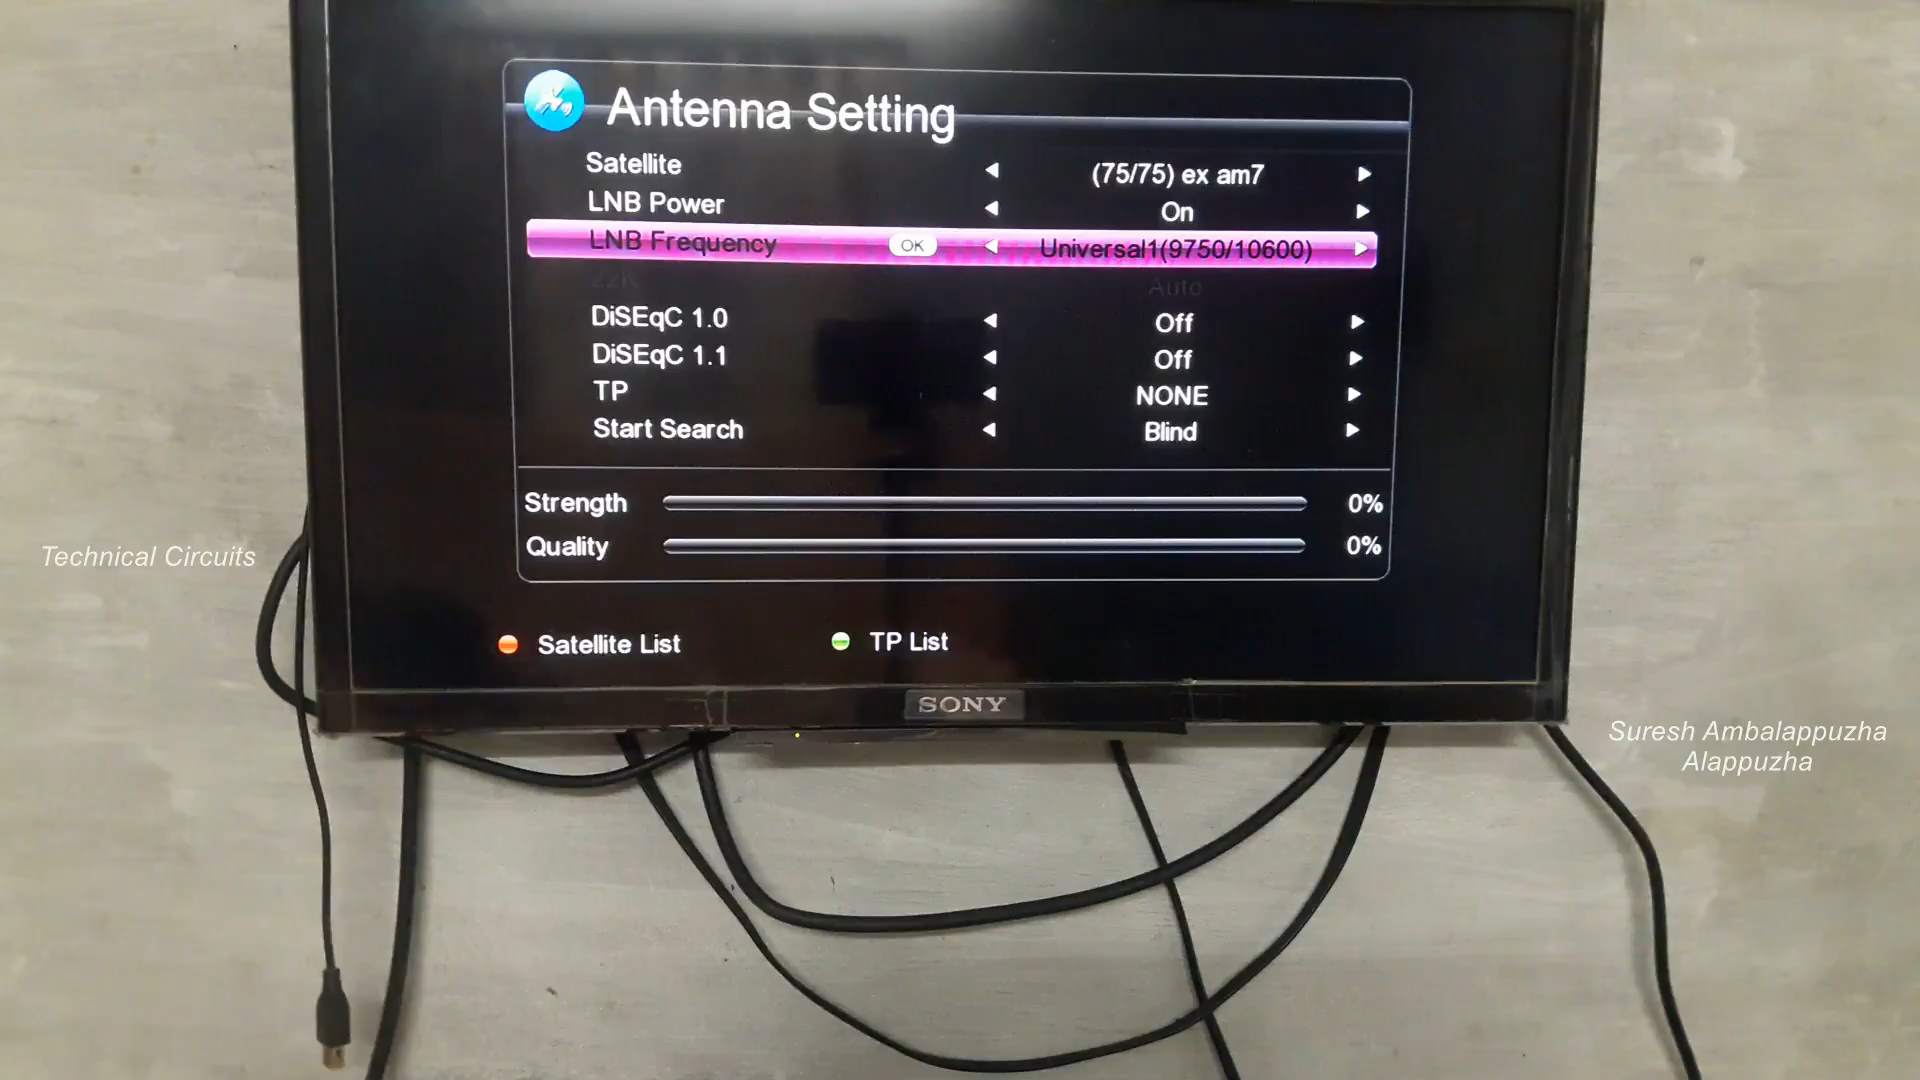 Antenna Setting
Satellite (75/75) ex am7
LNB Power On
LNB Frequency OK Universal1(9750/10600)
22K Auto
DiSEqC 1.0 Off
DiSEqC 1.1 Off
TP NONE
Start Search Blind
Strength 0%
Quality 0%
Satellite List TP List
SONY
Technical Circuits
Suresh Ambalappuzha
Alappuzha